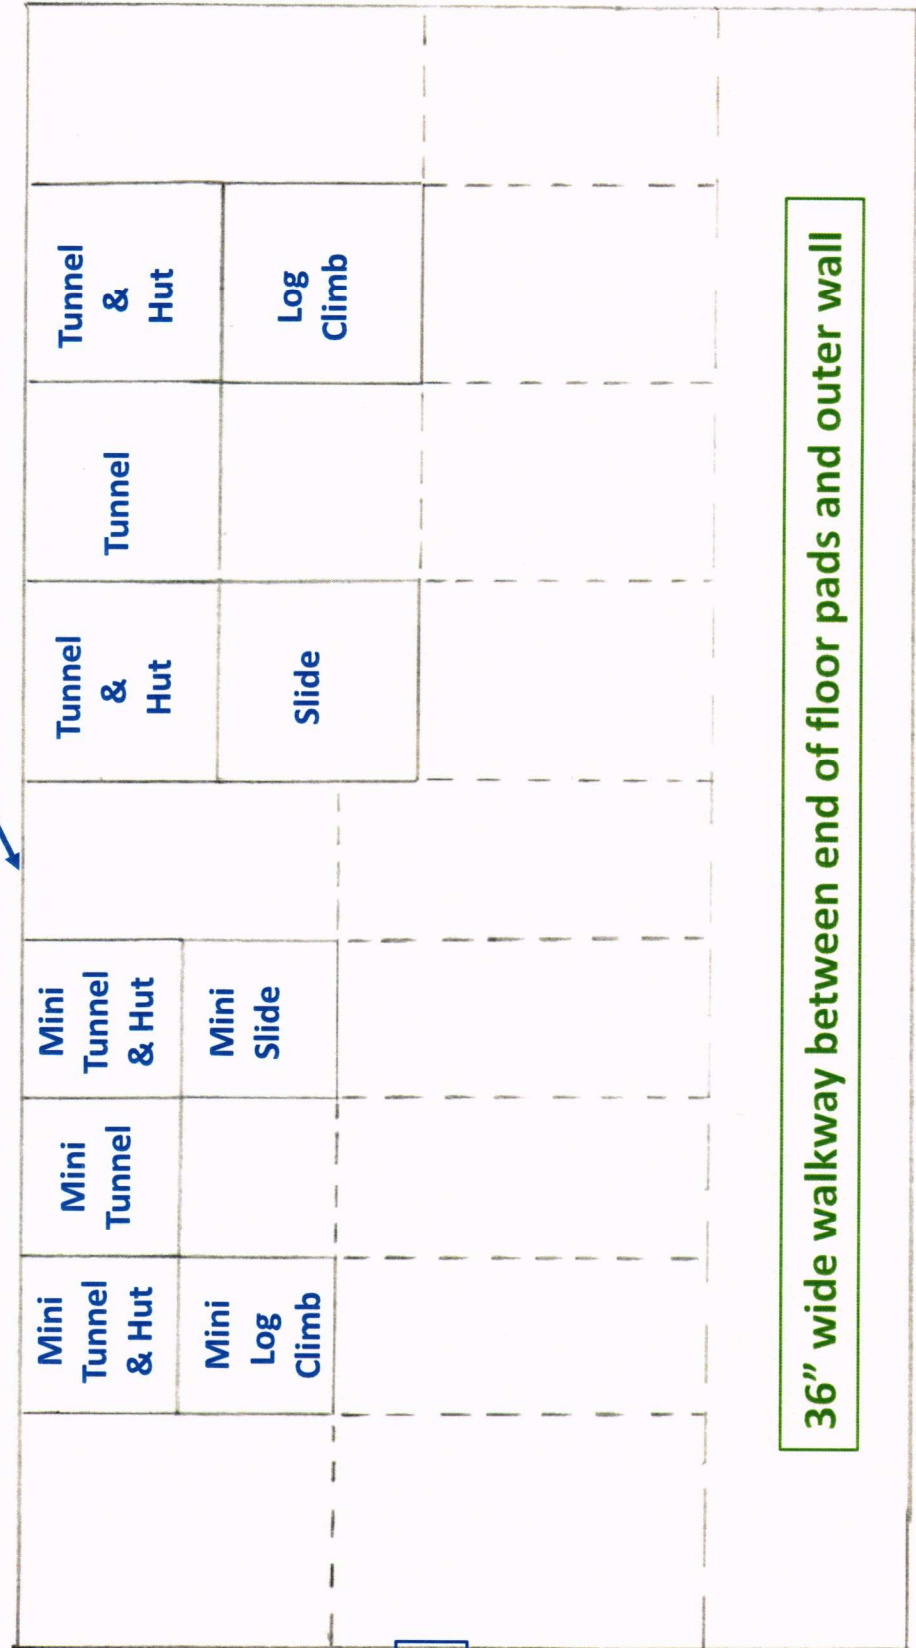 Mini
Tunnel
& Hut
Mini
Tunnel
Mini
Tunnel
& Hut
Tunnel
&
Hut
Tunnel
Tunnel
&
Hut
Mini
Log
Climb
Mini
Slide
Slide
Log
Climb
36” wide walkway between end of floor pads and outer wall